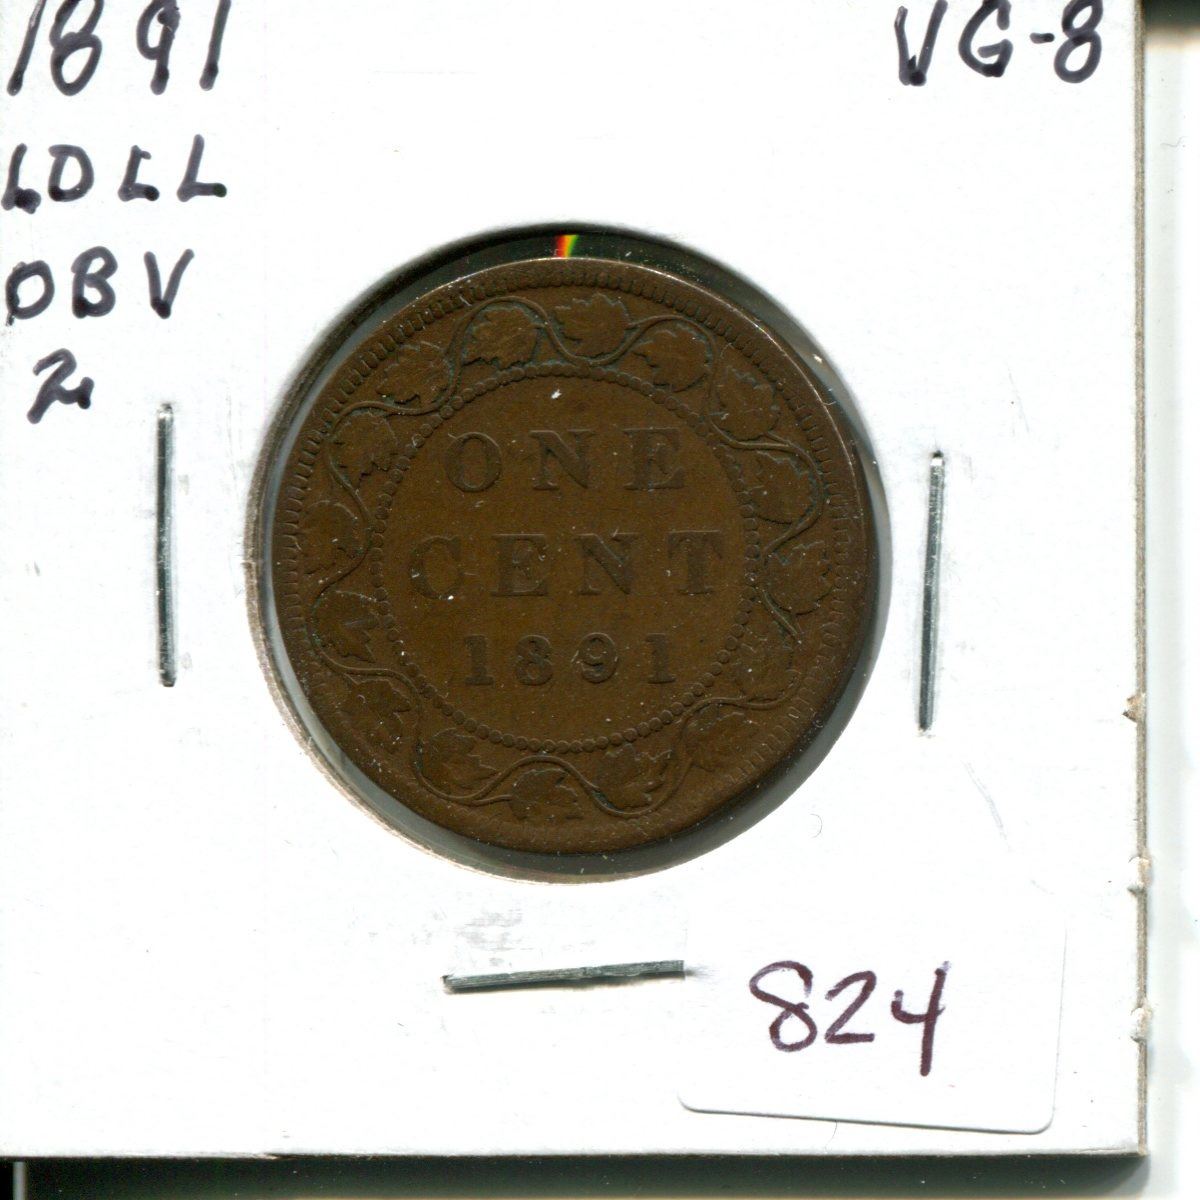 1891 VG-8
LDLL
OBV
2
ONE
CENT
1891
824